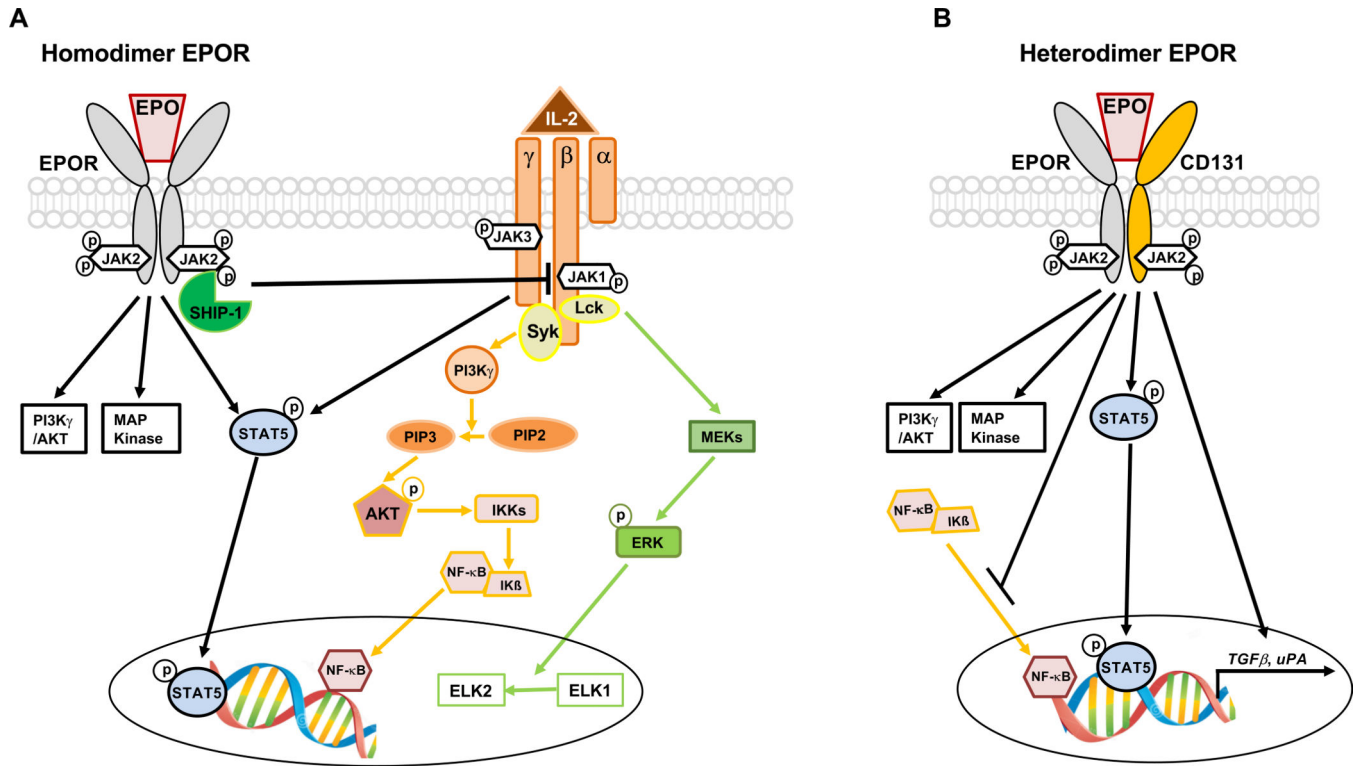 A
Homodimer EPOR
EPO
EPOR
JAK2
p
p
JAK2
p
p
SHIP-1
IL-2
γ
β
α
p
JAK3
JAK1
p
Lck
Syk
PI3Kγ
PI3Kγ
/AKT
MAP
Kinase
p
STAT5
PIP3
PIP2
MEKs
p
AKT
IKKs
p
ERK
NF-κB
IKß
p
STAT5
NF-κB
ELK2
ELK1
B
Heterodimer EPOR
EPO
EPOR
CD131
p
p
JAK2
JAK2
p
p
PI3Kγ
/AKT
MAP
Kinase
p
STAT5
NF-κB
IKß
p
STAT5
NF-κB
TGFβ, uPA